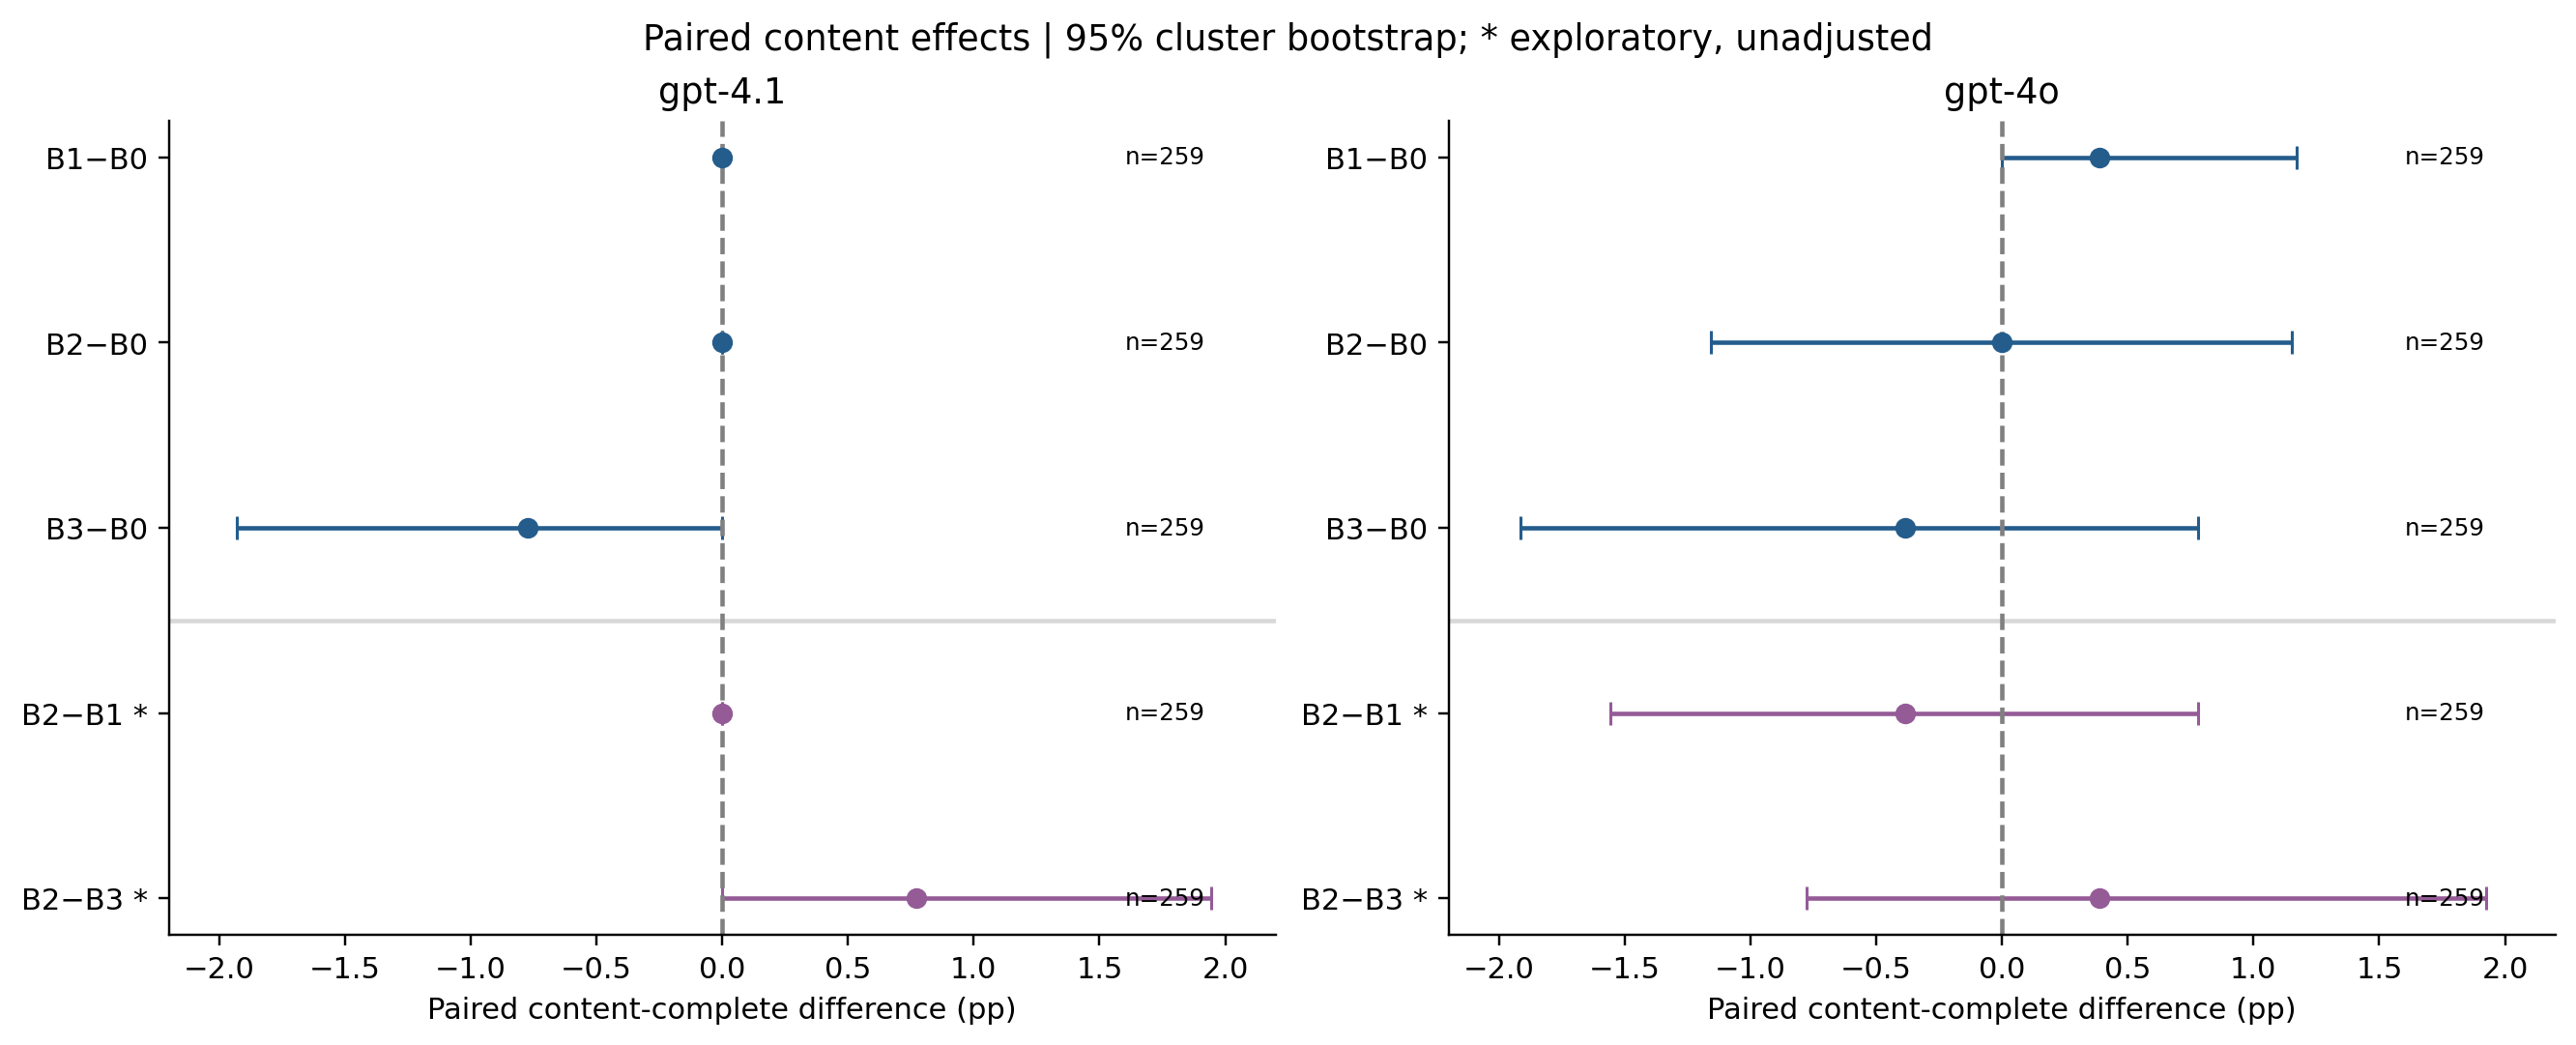 Paired content effects | 95% cluster bootstrap; * exploratory, unadjusted
gpt-4.1
B1−B0
n=259
B2−B0
n=259
B3−B0
n=259
B2−B1 *
n=259
B2−B3 *
n=259
−2.0 −1.5 −1.0 −0.5 0.0 0.5 1.0 1.5 2.0
Paired content-complete difference (pp)
gpt-4o
B1−B0
n=259
B2−B0
n=259
B3−B0
n=259
B2−B1 *
n=259
B2−B3 *
n=259
−2.0 −1.5 −1.0 −0.5 0.0 0.5 1.0 1.5 2.0
Paired content-complete difference (pp)